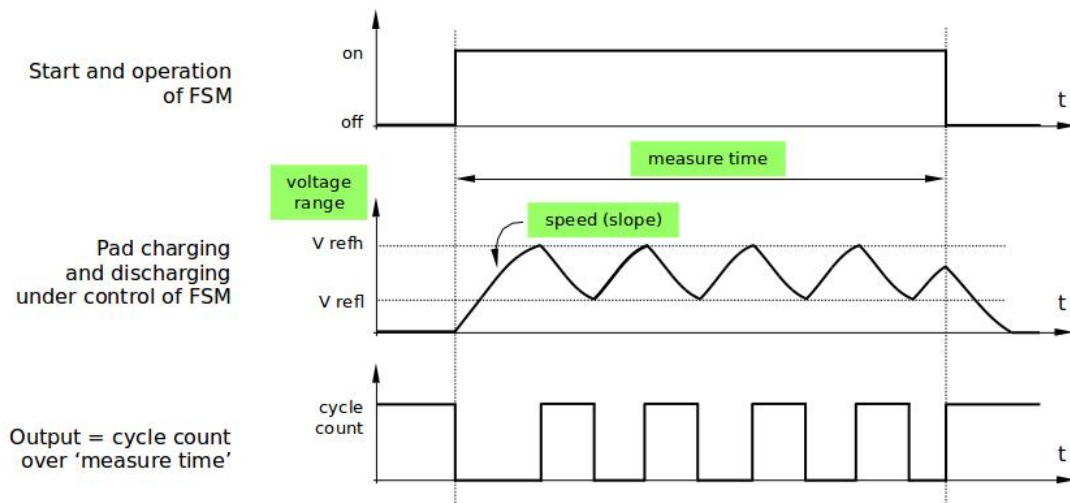 on
Start and operation
of FSM
t
off
measure time
voltage
range
speed (slope)
V refh
Pad charging
and discharging
under control of FSM
V refl
t
cycle
count
Output = cycle count
over ‘measure time’
t